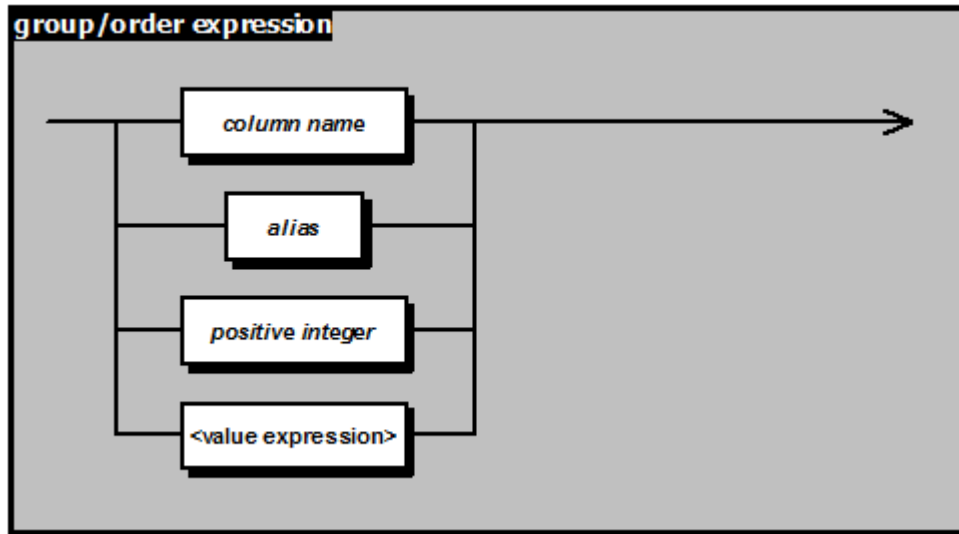 group/order expression
column name
alias
positive integer
<value expression>